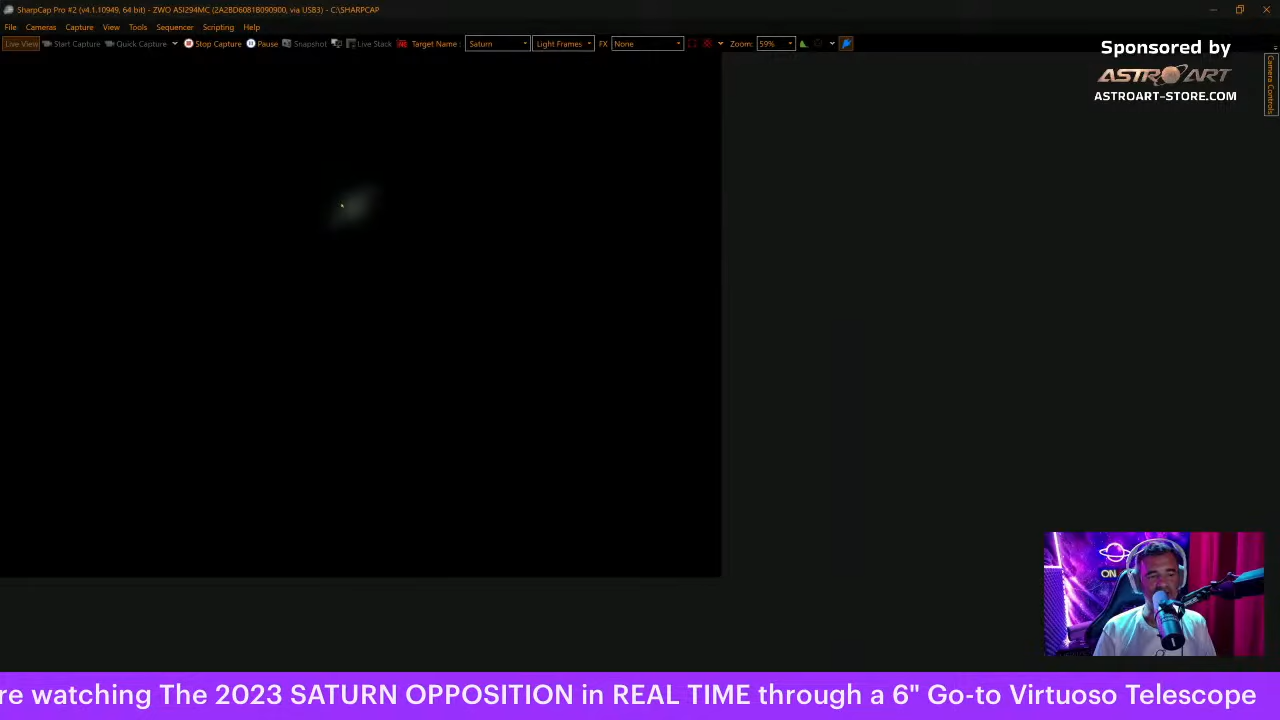 SharpCap Pro #2 (v4.1.10949, 64 bit) - ZWO ASI294MC (2A2BD6081B090900, via USB3) - C:\SHARPCAP
File Cameras Capture View Tools Sequencer Scripting Help
Live View Start Capture Quick Capture Stop Capture Pause Snapshot Live Stack Target Name : Saturn Light Frames FX None Zoom: 59%
Sponsored by
ASTROART
ASTROART-STORE.COM
Camera Controls
ON
re watching The 2023 SATURN OPPOSITION in REAL TIME through a 6" Go-to Virtuoso Telescope